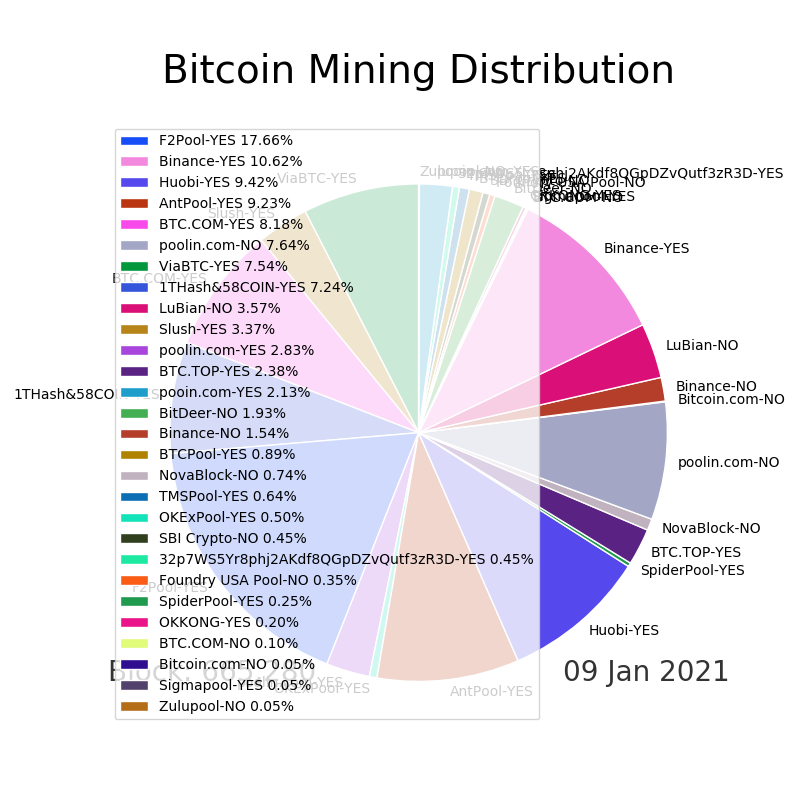 Bitcoin Mining Distribution
F2Pool-YES 17.66%
Binance-YES 10.62%
Huobi-YES 9.42%
AntPool-YES 9.23%
BTC.COM-YES 8.18%
poolin.com-NO 7.64%
ViaBTC-YES 7.54%
1THash&58COIN-YES 7.24%
LuBian-NO 3.57%
Slush-YES 3.37%
poolin.com-YES 2.83%
BTC.TOP-YES 2.38%
pooin.com-YES 2.13%
BitDeer-NO 1.93%
Binance-NO 1.54%
BTCPool-YES 0.89%
NovaBlock-NO 0.74%
TMSPool-YES 0.64%
OKExPool-YES 0.50%
SBI Crypto-NO 0.45%
32p7WS5Yr8phj2AKdf8QGpDZvQutf3zR3D-YES 0.45%
Foundry USA Pool-NO 0.35%
SpiderPool-YES 0.25%
OKKONG-YES 0.20%
BTC.COM-NO 0.10%
Bitcoin.com-NO 0.05%
Sigmapool-YES 0.05%
Zulupool-NO 0.05%
ViaBTC-YES
Slush-YES
BTC.COM-YES
F2Pool-YES
OKExPool-YES
AntPool-YES
Binance-YES
LuBian-NO
Binance-NO
Bitcoin.com-NO
poolin.com-NO
NovaBlock-NO
BTC.TOP-YES
SpiderPool-YES
Huobi-YES
09 Jan 2021